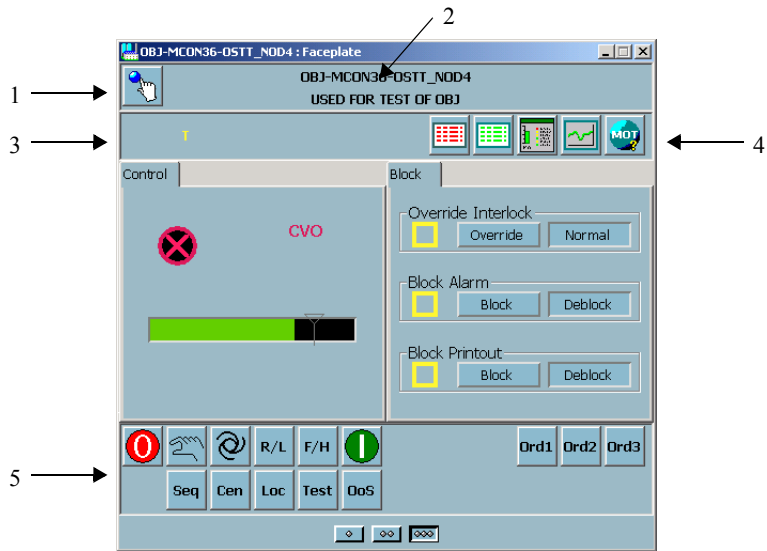 2
OBJ-MCON36-OSTT_NOD4 : Faceplate
1
OBJ-MCON36-OSTT_NOD4
USED FOR TEST OF OBJ
3
T
MOT
?
4
Control
Block
CVO
Override Interlock
Override Normal
Block Alarm
Block Deblock
Block Printout
Block Deblock
0 R/L F/H I Ord1 Ord2 Ord3
5
Seq Cen Loc Test OoS